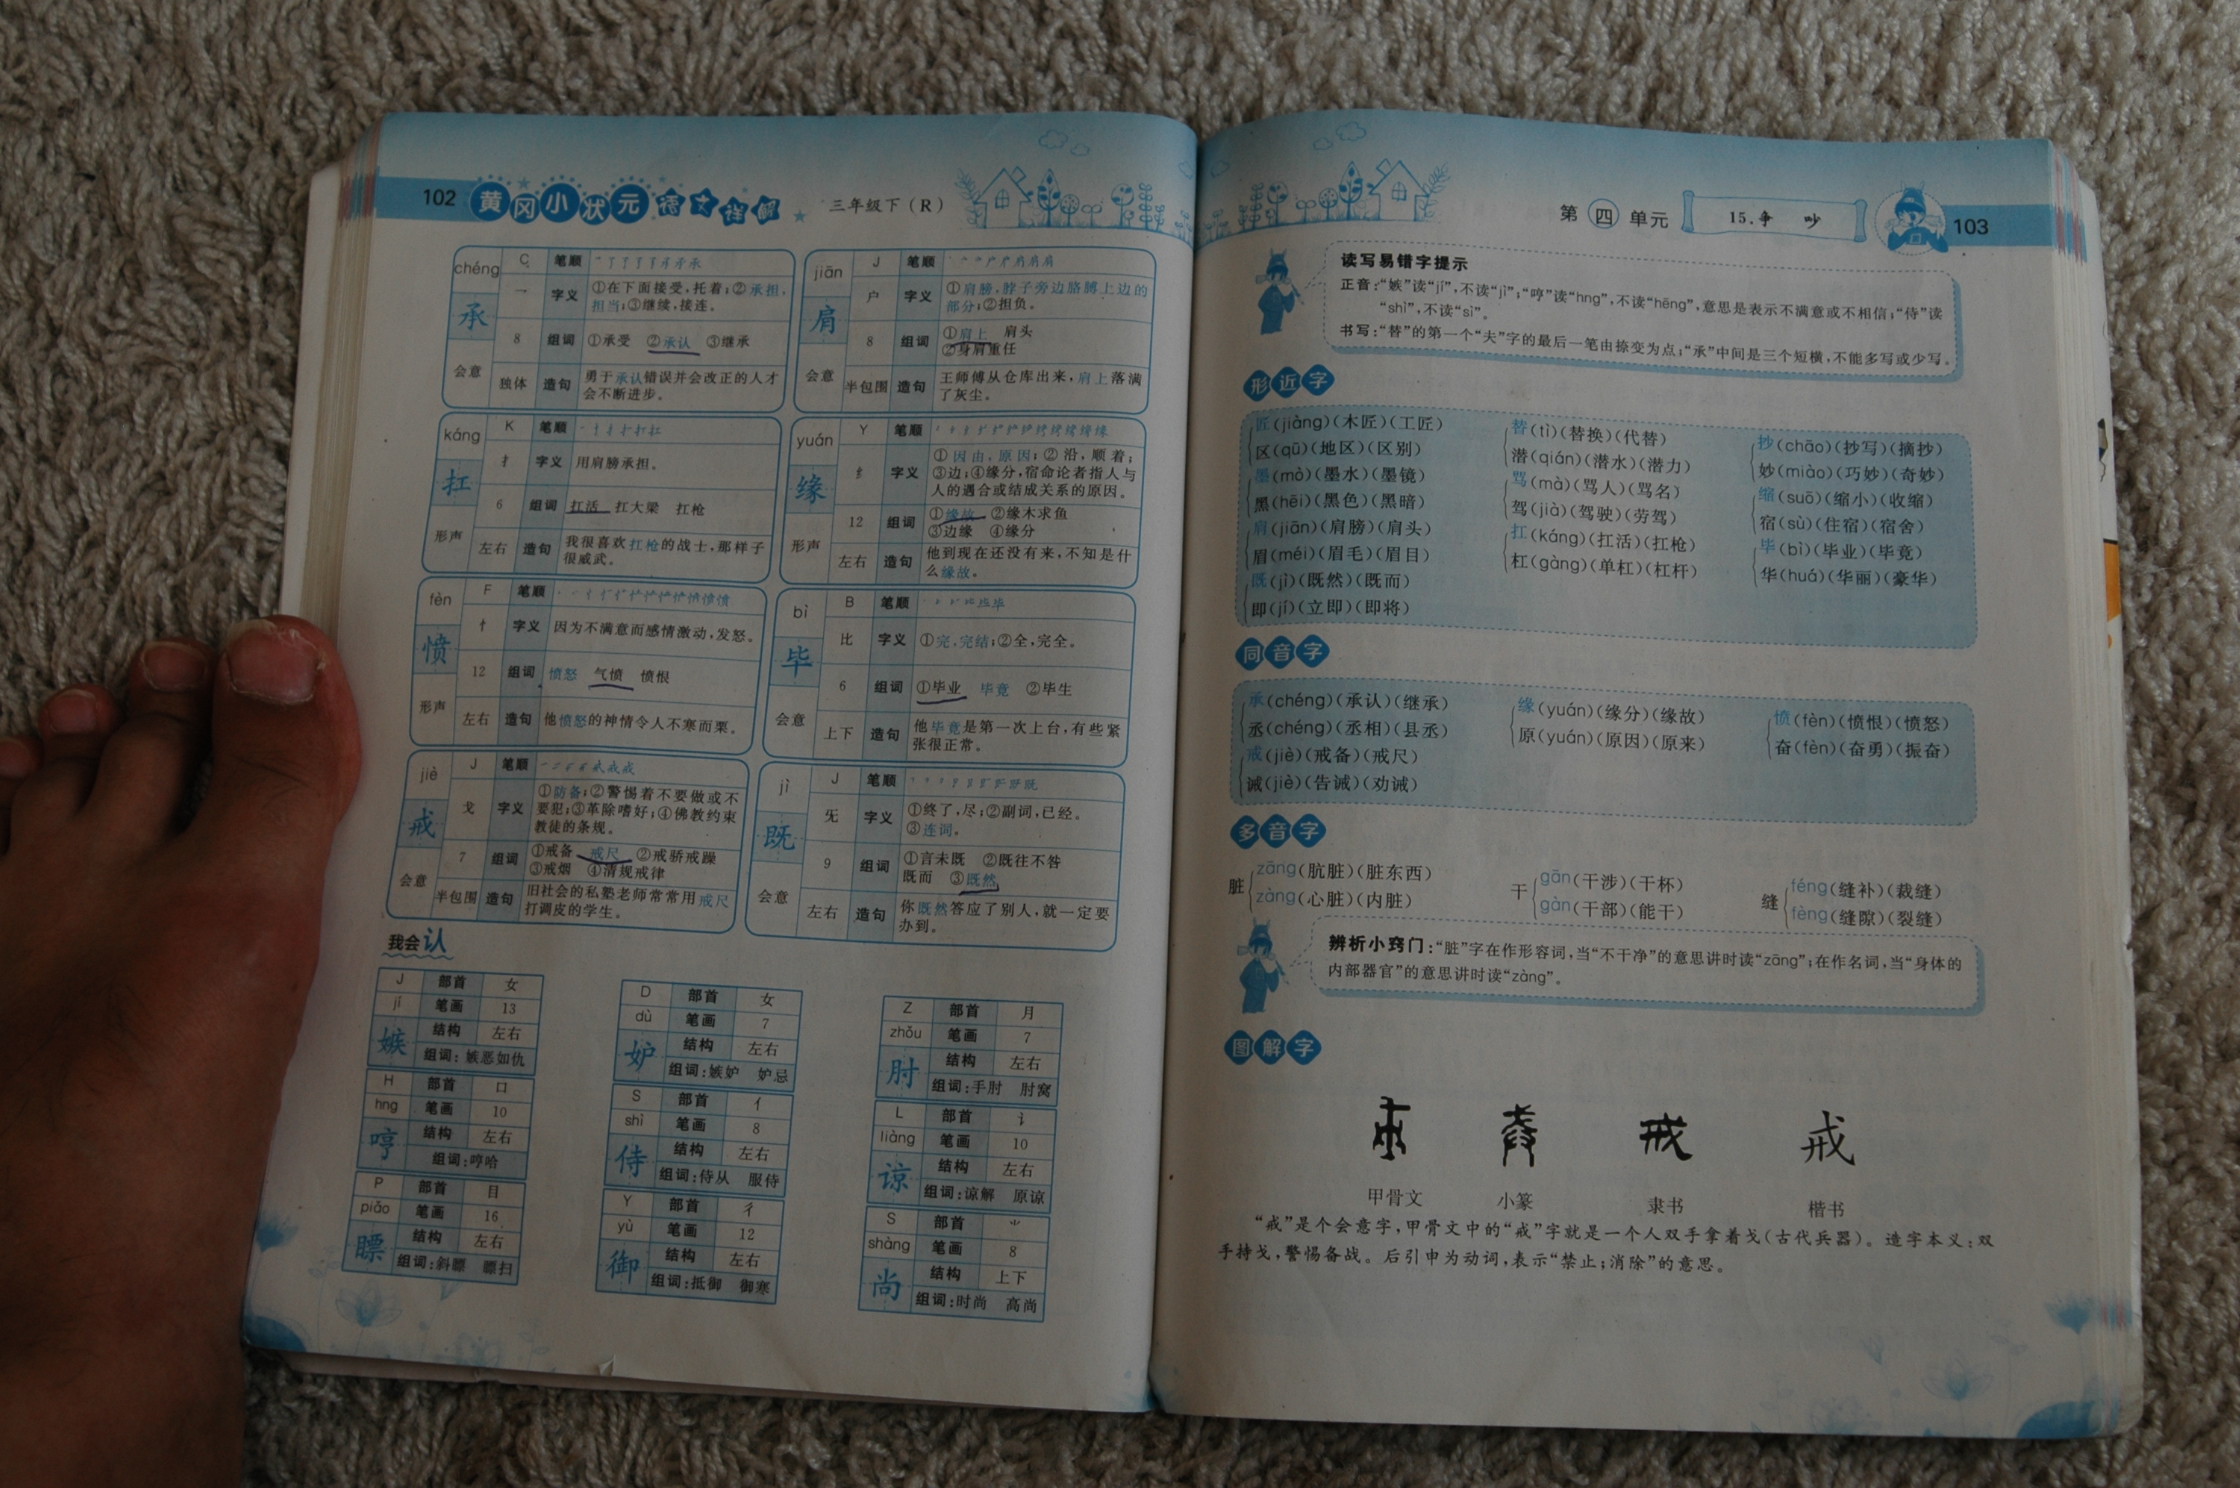 102 黄冈小状元 语文详解 三年级下(R)
chéng C 笔顺
承 一 字义 ①在下面接受,托着;②承担,担当;③继续,接连。
8 组词 ①承受 ②承认 ③继承
会意 独体 造句 勇于承认错误并会改正的人才会不断进步。
jiān J 笔顺
肩 户 字义 ①肩膀,脖子旁边胳膊上边的部分;②担负。
8 组词 ①肩上 肩头
②身肩重任
会意 半包围 造句 王师傅从仓库出来,肩上落满了灰尘。
káng K 笔顺
扛 扌 字义 用肩膀承担。
6 组词 扛活 扛大梁 扛枪
形声 左右 造句 我很喜欢扛枪的战士,那样子很威武。
yuán Y 笔顺
缘 纟 字义 ①因由,原因;②沿,顺着;
③边;④缘分,宿命论者指人与人的遇合或结成关系的原因。
12 组词 ①缘故 ②缘木求鱼
③边缘 ④缘分
形声 左右 造句 他到现在还没有来,不知是什么缘故。
fèn F 笔顺
愤 忄 字义 因为不满意而感情激动,发怒。
12 组词 愤怒 气愤 愤恨
形声 左右 造句 他愤怒的神情令人不寒而栗。
bì B 笔顺
毕 比 字义 ①完,完结;②全,完全。
6 组词 ①毕业 毕竟 ②毕生
会意 上下 造句 他毕竟是第一次上台,有些紧张很正常。
jiè J 笔顺
戒 戈 字义 ①防备;②警惕着不要做或不要犯;③革除嗜好;④佛教约束教徒的条规。
7 组词 ①戒备 戒尺 ②戒骄戒躁
③戒烟 ④清规戒律
会意 半包围 造句 旧社会的私塾老师常常用戒尺打调皮的学生。
jì J 笔顺
既 旡 字义 ①终了,尽;②副词,已经。
③连词。
9 组词 ①言未既 ②既往不咎
既而 ③既然
会意 左右 造句 你既然答应了别人,就一定要办到。
我会认
J 部首 女
jí 笔画 13
嫉 结构 左右
组词:嫉恶如仇
D 部首 女
dù 笔画 7
妒 结构 左右
组词:嫉妒 妒忌
Z 部首 月
zhǒu 笔画 7
肘 结构 左右
组词:手肘 肘窝
H 部首 口
hng 笔画 10
哼 结构 左右
组词:哼哈
S 部首 亻
shì 笔画 8
侍 结构 左右
组词:侍从 服侍
L 部首 讠
liàng 笔画 10
谅 结构 左右
组词:谅解 原谅
P 部首 目
piǎo 笔画 16
瞟 结构 左右
组词:斜瞟 瞟扫
Y 部首 彳
yù 笔画 12
御 结构 左右
组词:抵御 御寒
S 部首 ⺌
shàng 笔画 8
尚 结构 上下
组词:时尚 高尚
第四单元 15.争吵 103
读写易错字提示
正音:“嫉”读“jí”,不读“jì”;“哼”读“hng”,不读“hēng”,意思是表示不满意或不相信;“侍”读
“shì”,不读“sì”。
书写:“替”的第一个“夫”字的最后一笔由捺变为点;“承”中间是三个短横,不能多写或少写。
形近字
匠(jiàng)(木匠)(工匠) 替(tì)(替换)(代替) 抄(chāo)(抄写)(摘抄)
区(qū)(地区)(区别) 潜(qián)(潜水)(潜力) 妙(miào)(巧妙)(奇妙)
墨(mò)(墨水)(墨镜) 骂(mà)(骂人)(骂名) 缩(suō)(缩小)(收缩)
黑(hēi)(黑色)(黑暗) 驾(jià)(驾驶)(劳驾) 宿(sù)(住宿)(宿舍)
肩(jiān)(肩膀)(肩头) 扛(káng)(扛活)(扛枪) 毕(bì)(毕业)(毕竟)
眉(méi)(眉毛)(眉目) 杠(gàng)(单杠)(杠杆) 华(huá)(华丽)(豪华)
既(jì)(既然)(既而)
即(jí)(立即)(即将)
同音字
承(chéng)(承认)(继承) 缘(yuán)(缘分)(缘故) 愤(fèn)(愤恨)(愤怒)
丞(chéng)(丞相)(县丞) 原(yuán)(原因)(原来) 奋(fèn)(奋勇)(振奋)
戒(jiè)(戒备)(戒尺)
诫(jiè)(告诫)(劝诫)
多音字
脏 zāng(肮脏)(脏东西) 干 gān(干涉)(干杯) 缝 féng(缝补)(裁缝)
zàng(心脏)(内脏) gàn(干部)(能干) fèng(缝隙)(裂缝)
辨析小窍门:“脏”字在作形容词,当“不干净”的意思讲时读“zāng”;在作名词,当“身体的
内部器官”的意思讲时读“zàng”。
图解字
戒
甲骨文 小篆 隶书 楷书
“戒”是个会意字,甲骨文中的“戒”字就是一个人双手拿着戈(古代兵器)。造字本义:双
手持戈,警惕备战。后引申为动词,表示“禁止;消除”的意思。